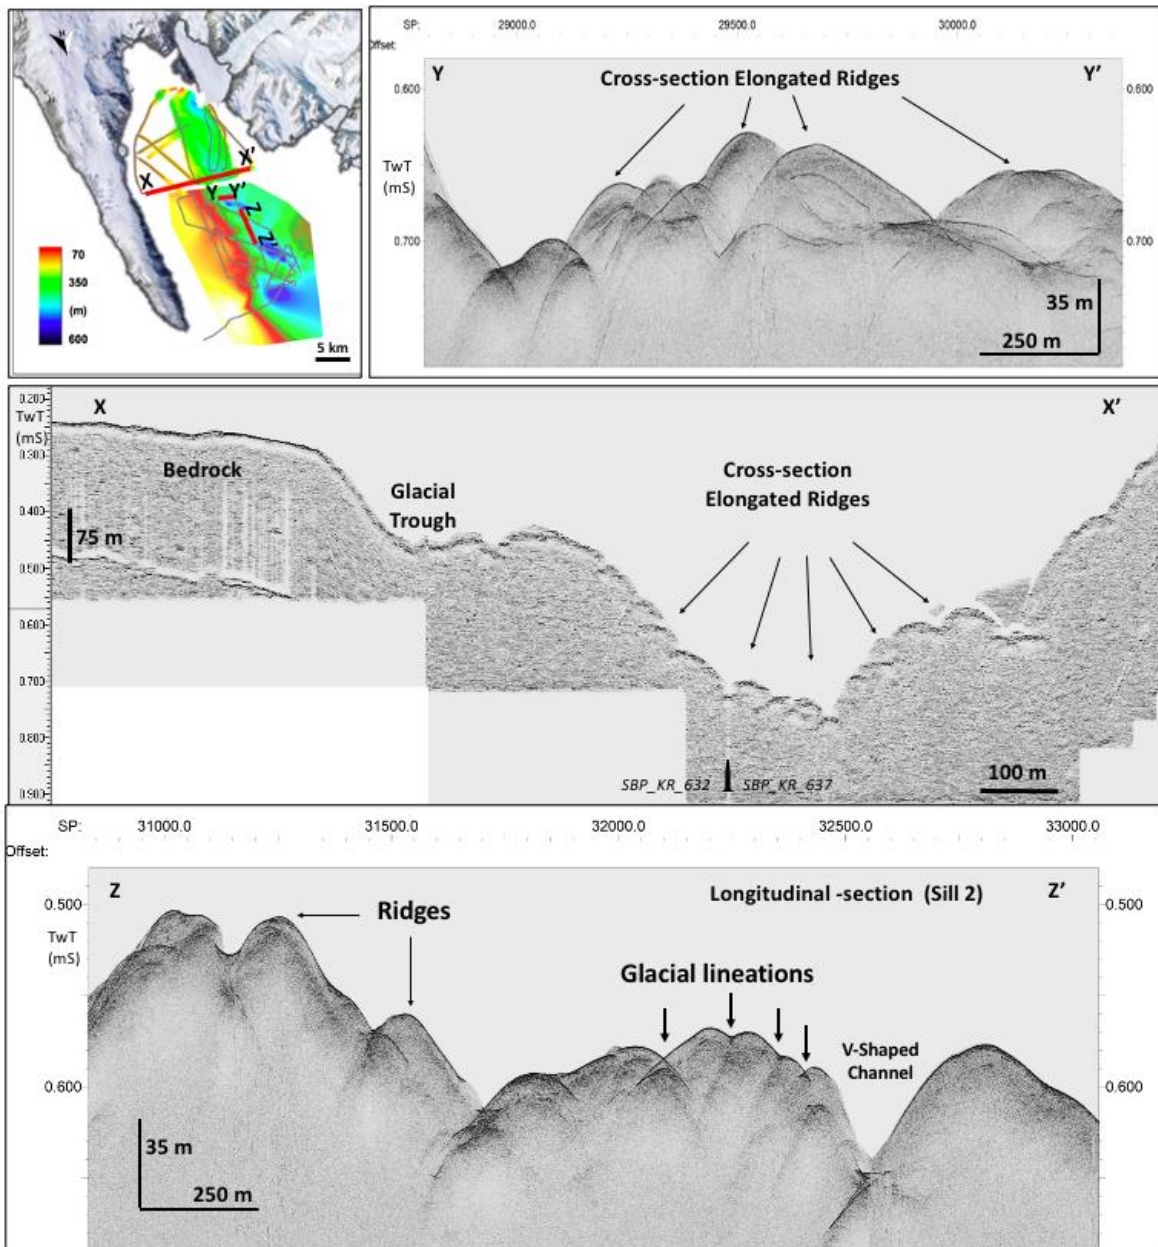 X
X'
Y
Y'
Z
Z'
70
350
(m)
600
5 km
SP:
29000.0
29500.0
30000.0
Offset:
Y
Cross-section Elongated Ridges
Y'
0.600
0.600
TwT
(mS)
0.700
0.700
35 m
250 m
0.200
X
X'
TwT
(mS)
0.300
Bedrock
Glacial
Trough
Cross-section
Elongated Ridges
0.400
75 m
0.500
0.600
0.700
0.800
SBP_KR_632
SBP_KR_637
100 m
0.900
SP:
31000.0
31500.0
32000.0
32500.0
33000.0
Offset:
Z
Longitudinal -section (Sill 2)
Z'
0.500
0.500
Ridges
TwT
(mS)
Glacial lineations
V-Shaped
Channel
0.600
0.600
35 m
250 m